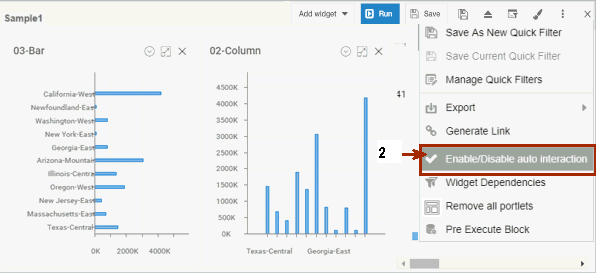 Sample1
Add widget
Run
Save
03-Bar
02-Column
California-West
Newfoundland-East
Washington-West
New York-East
Georgia-East
Arizona-Mountain
Illinois-Central
Oregon-West
New Jersey-East
Massachusetts-East
Texas-Central
0K 2000K 4000K
4500K
4000K
3500K
3000K
2500K
2000K
1500K
1000K
500K
0K
Texas-Central Georgia-East
41
Save As New Quick Filter
Save Current Quick Filter
Manage Quick Filters
Export
Generate Link
2
Enable/Disable auto interaction
Widget Dependencies
Remove all portlets
Pre Execute Block